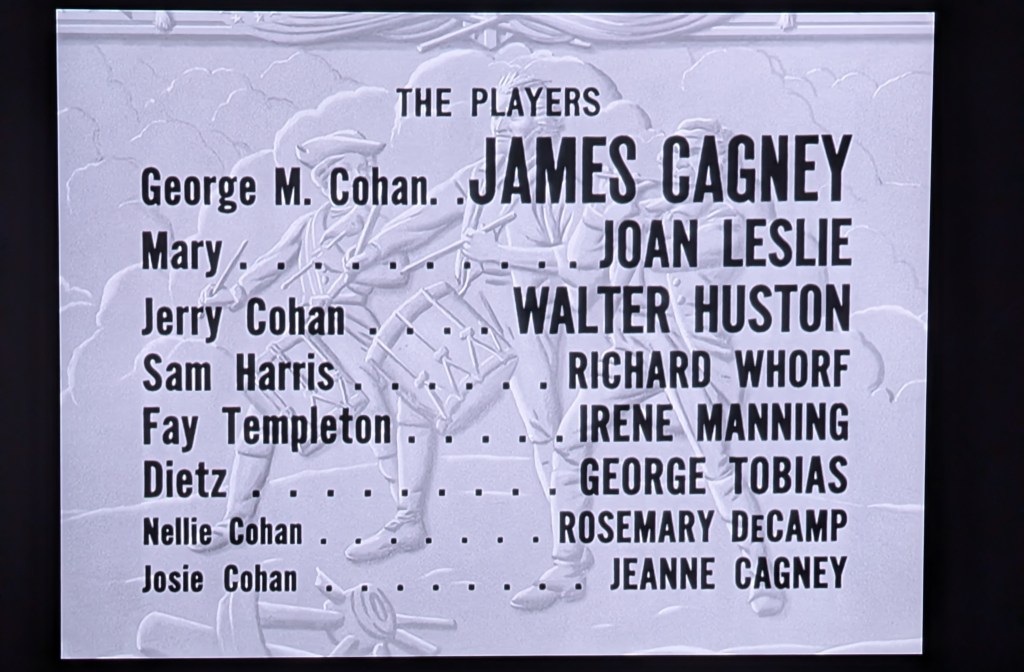 THE PLAYERS
George M. Cohan. .JAMES CAGNEY
Mary . . . . . . . . . . JOAN LESLIE
Jerry Cohan . . . . WALTER HUSTON
Sam Harris . . . . . . RICHARD WHORF
Fay Templeton . . . . . .IRENE MANNING
Dietz . . . . . . . . . . GEORGE TOBIAS
Nellie Cohan . . . . . . . ROSEMARY DeCAMP
Josie Cohan . . . . . . . . JEANNE CAGNEY